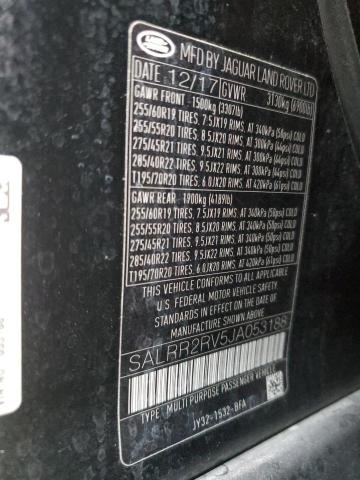 MFD BY JAGUAR LAND ROVER LTD
DATE 12/17 GVWR 3130kg (6900lb)
GAWR FRONT - 1500kg (3307lb)
255/60R19 TIRES, 7.5JX19 RIMS, AT 340kPa (50psi) COLD
255/55R20 TIRES, 8.5JX20 RIMS, AT 300kPa (44psi) COLD
275/45R21 TIRES, 9.5JX21 RIMS, AT 300kPa (44psi) COLD
285/40R22 TIRES, 9.5JX22 RIMS, AT 300kPa (44psi) COLD
T195/70R20 TIRES, 6.0JX20 RIMS, AT 420kPa (61psi) COLD
GAWR REAR - 1900kg (4189lb)
255/60R19 TIRES, 7.5JX19 RIMS, AT 340kPa (50psi) COLD
255/55R20 TIRES, 8.5JX20 RIMS, AT 340kPa (50psi) COLD
275/45R21 TIRES, 9.5JX21 RIMS, AT 340kPa (50psi) COLD
285/40R22 TIRES, 9.5JX22 RIMS, AT 340kPa (50psi) COLD
T195/70R20 TIRES, 6.0JX20 RIMS, AT 420kPa (61psi) COLD
THIS VEHICLE CONFORMS TO ALL APPLICABLE
FEDERAL MOTOR VEHICLE SAFETY AND
THEFT PREVENTION STANDARDS IN EFFECT ON
THE DATE OF MANUFACTURE SHOWN ABOVE
SALRR2RV5JA053188
TYPE: MULTI PURPOSE PASSENGER VEHICLE
JY32-1532-BFA